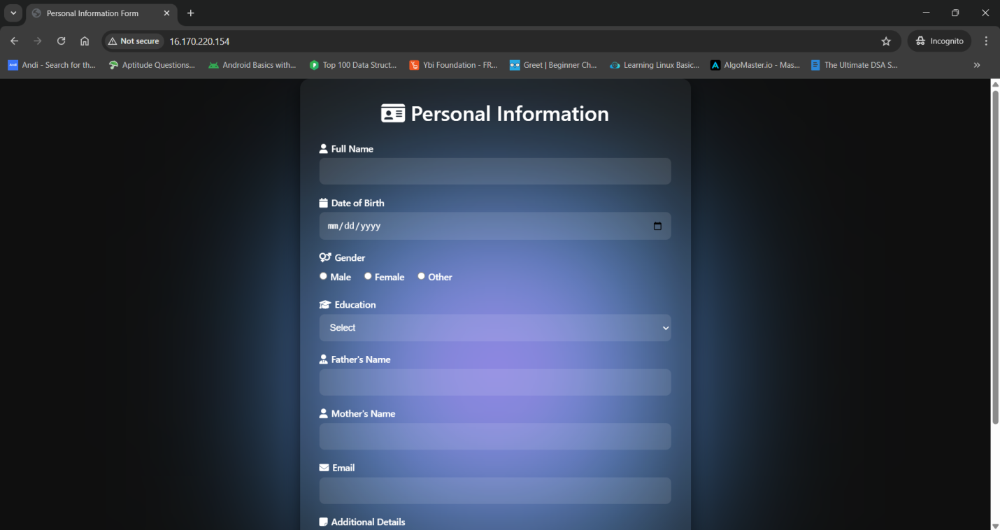 Personal Information Form
Not secure
16.170.220.154
Incognito
Andi
Andi - Search for th...
Aptitude Questions...
Android Basics with...
Top 100 Data Struct...
Ybi Foundation - FR...
Greet | Beginner Ch...
Learning Linux Basic...
A
AlgoMaster.io - Mas...
The Ultimate DSA S...
»
Personal Information
Full Name
Date of Birth
mm/dd/yyyy
Gender
Male Female Other
Education
Select
Father's Name
Mother's Name
Email
Additional Details